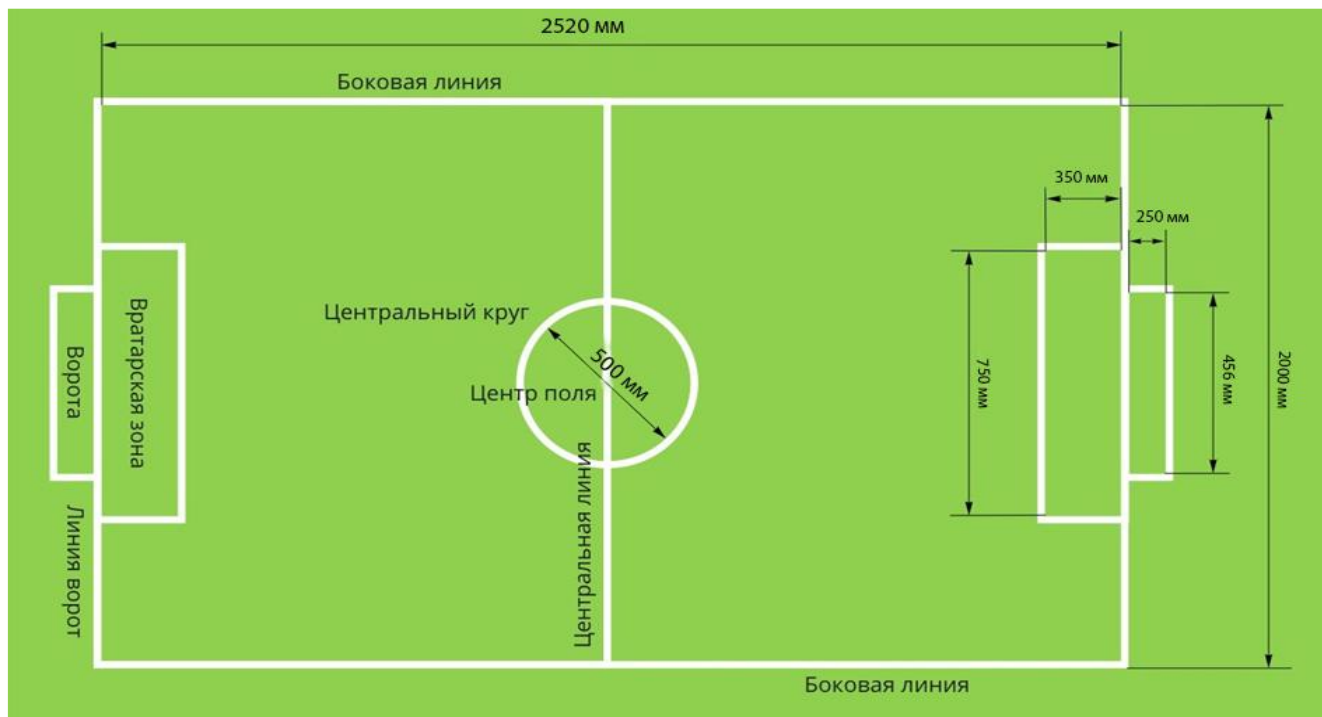 2520 мм
Боковая линия
350 мм
250 мм
Центральный круг
500 мм
Центр поля
Вратарская зона
Ворота
750 мм
456 мм
2000 мм
Центральная линия
Линия ворот
Боковая линия